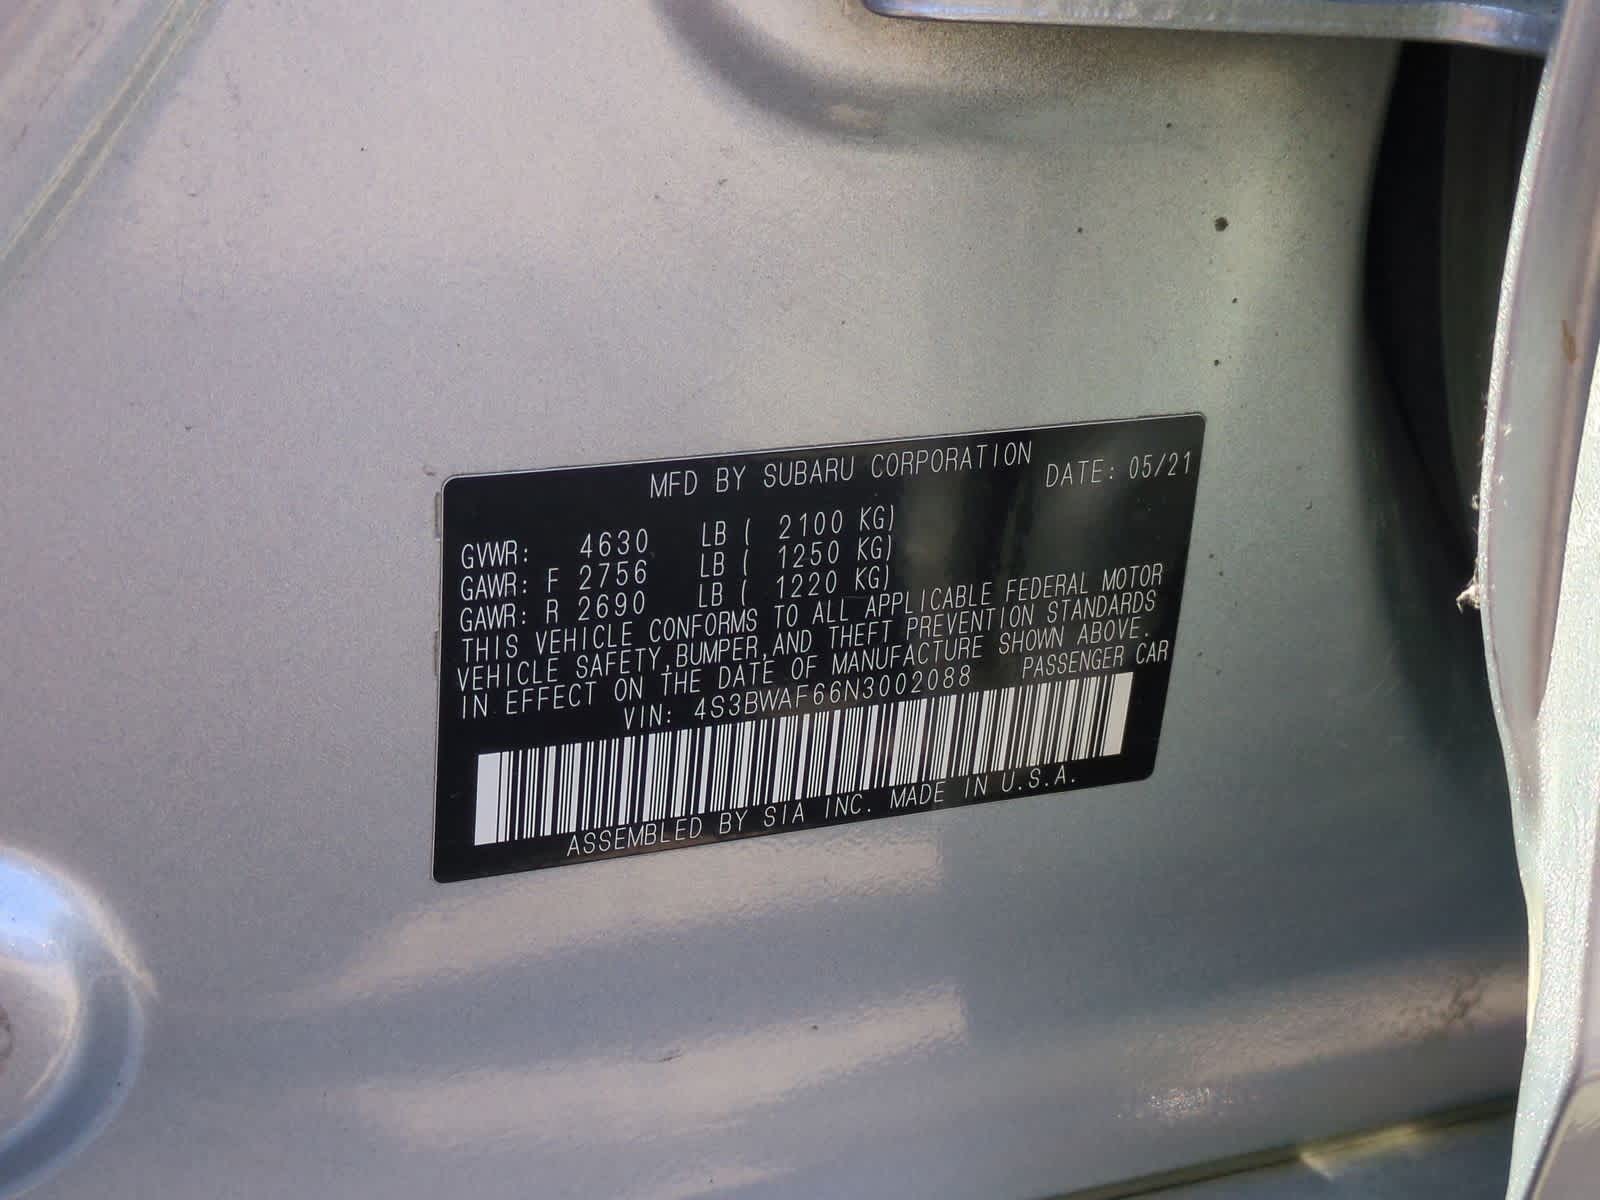 MFD BY SUBARU CORPORATION DATE: 05/21
GVWR: 4630 LB ( 2100 KG)
GAWR: F 2756 LB ( 1250 KG)
GAWR: R 2690 LB ( 1220 KG)
THIS VEHICLE CONFORMS TO ALL APPLICABLE FEDERAL MOTOR
VEHICLE SAFETY,BUMPER,AND THEFT PREVENTION STANDARDS
IN EFFECT ON THE DATE OF MANUFACTURE SHOWN ABOVE.
VIN: 4S3BWAF66N3002088 PASSENGER CAR
ASSEMBLED BY SIA INC. MADE IN U.S.A.